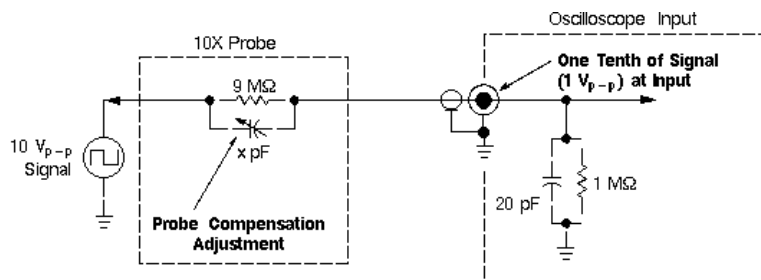 Oscilloscope Input
10X Probe
One Tenth of Signal
(1 Vp–p) at Input
9 MΩ
10 Vp–p
Signal
x pF
1 MΩ
20 pF
Probe Compensation
Adjustment